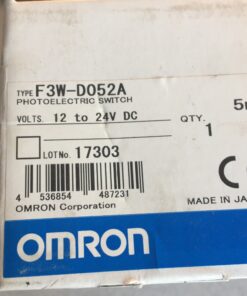 TYPE F3W-D052A
PHOTOELECTRIC SWITCH
VOLTS. 12 to 24V DC
QTY.
1
LOT No. 17303
4 536854 487231
OMRON Corporation
MADE IN
OMRON